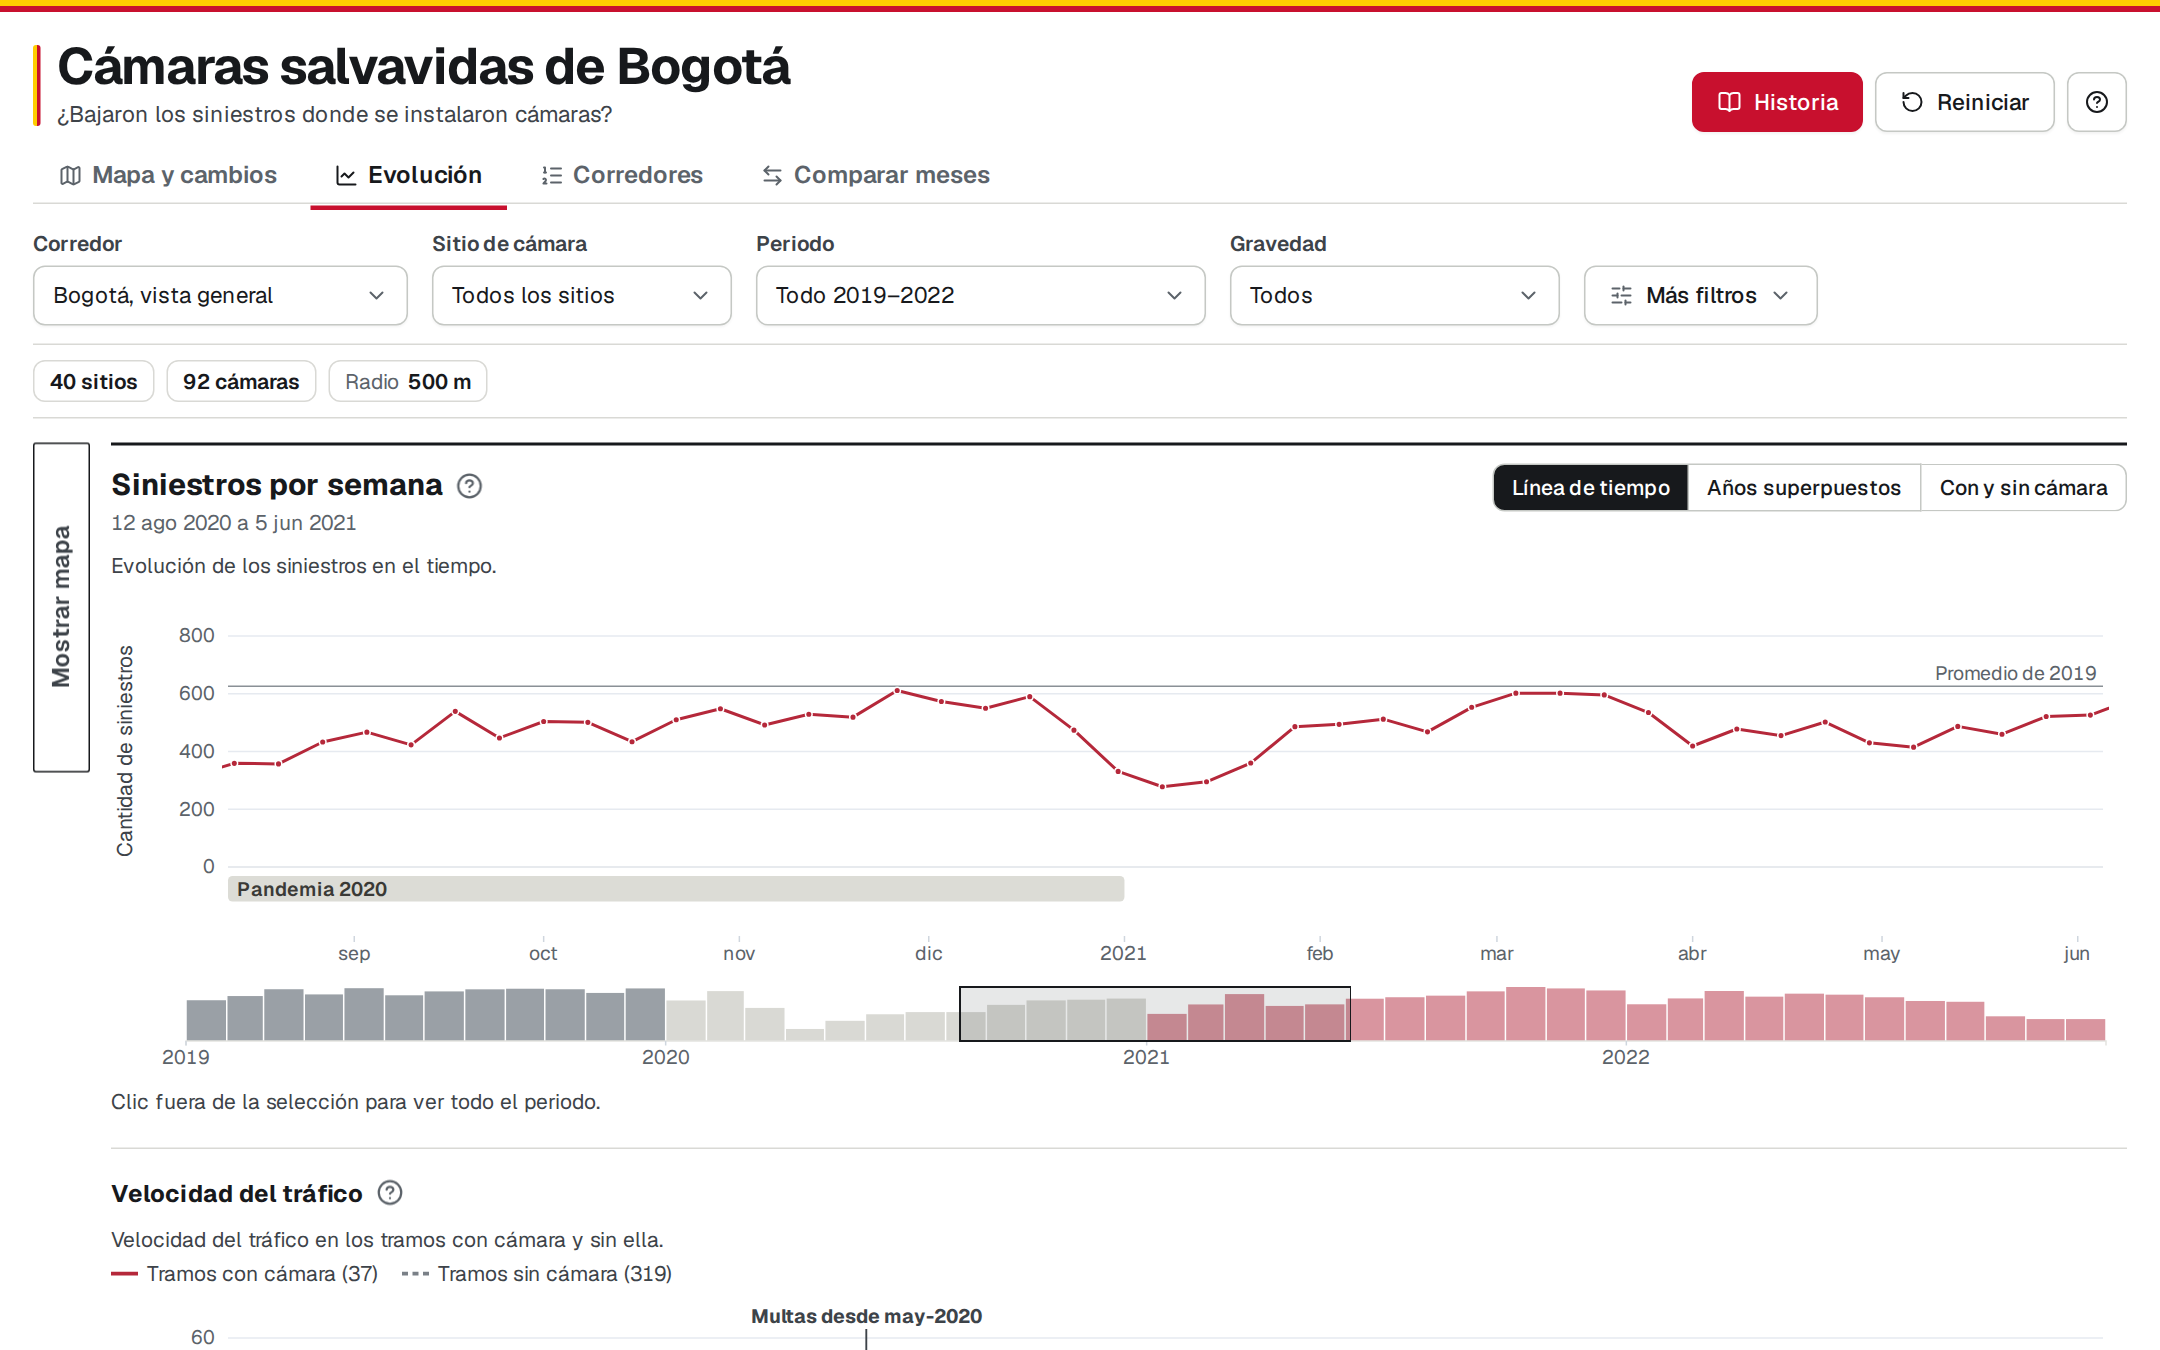 Cámaras salvavidas de Bogotá
¿Bajaron los siniestros donde se instalaron cámaras?
Historia
Reiniciar
Mapa y cambios
Evolución
Corredores
Comparar meses
Corredor
Sitio de cámara
Periodo
Gravedad
Bogotá, vista general
Todos los sitios
Todo 2019–2022
Todos
Más filtros
40 sitios
92 cámaras
Radio 500 m
Mostrar mapa
Siniestros por semana
Línea de tiempo
Años superpuestos
Con y sin cámara
12 ago 2020 a 5 jun 2021
Evolución de los siniestros en el tiempo.
Cantidad de siniestros
800
600
400
200
0
Promedio de 2019
Pandemia 2020
sep
oct
nov
dic
2021
feb
mar
abr
may
jun
2019
2020
2021
2022
Clic fuera de la selección para ver todo el periodo.
Velocidad del tráfico
Velocidad del tráfico en los tramos con cámara y sin ella.
Tramos con cámara (37)
Tramos sin cámara (319)
Multas desde may-2020
60